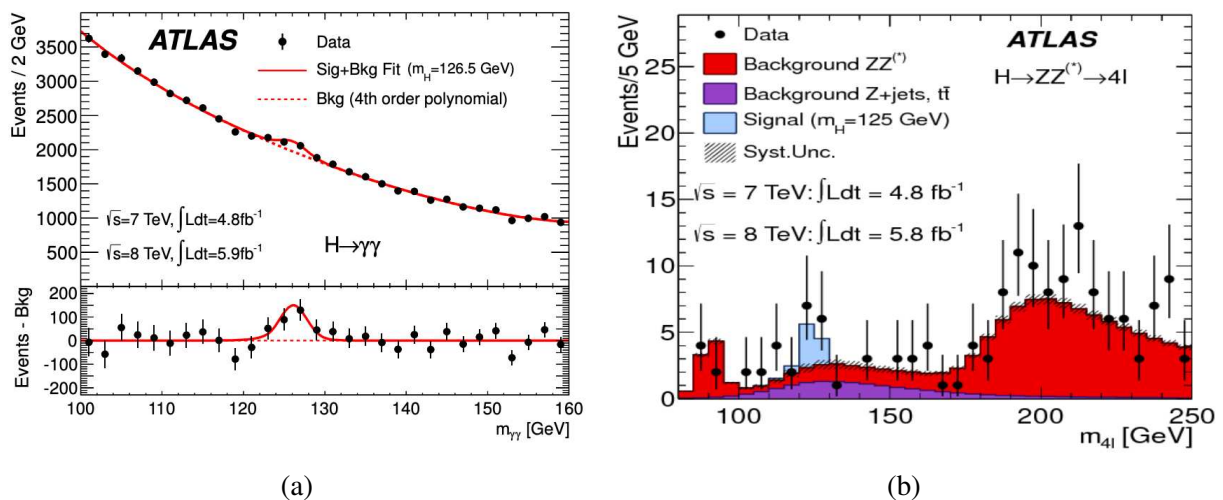 Events / 2 GeV
3500
3000
2500
2000
1500
1000
500
ATLAS
Data
Sig+Bkg Fit (m_H=126.5 GeV)
Bkg (4th order polynomial)
√s=7 TeV, ∫Ldt=4.8fb⁻¹
√s=8 TeV, ∫Ldt=5.9fb⁻¹
H→γγ
Events - Bkg
200
100
0
-100
-200
100 110 120 130 140 150 160
m_γγ [GeV]
(a)
Events/5 GeV
25
20
15
10
5
0
Data
Background ZZ^(*)
Background Z+jets, tt̄
Signal (m_H=125 GeV)
Syst.Unc.
ATLAS
H→ZZ^(*)→4l
√s = 7 TeV: ∫Ldt = 4.8 fb⁻¹
√s = 8 TeV: ∫Ldt = 5.8 fb⁻¹
100 150 200 250
m_4l [GeV]
(b)